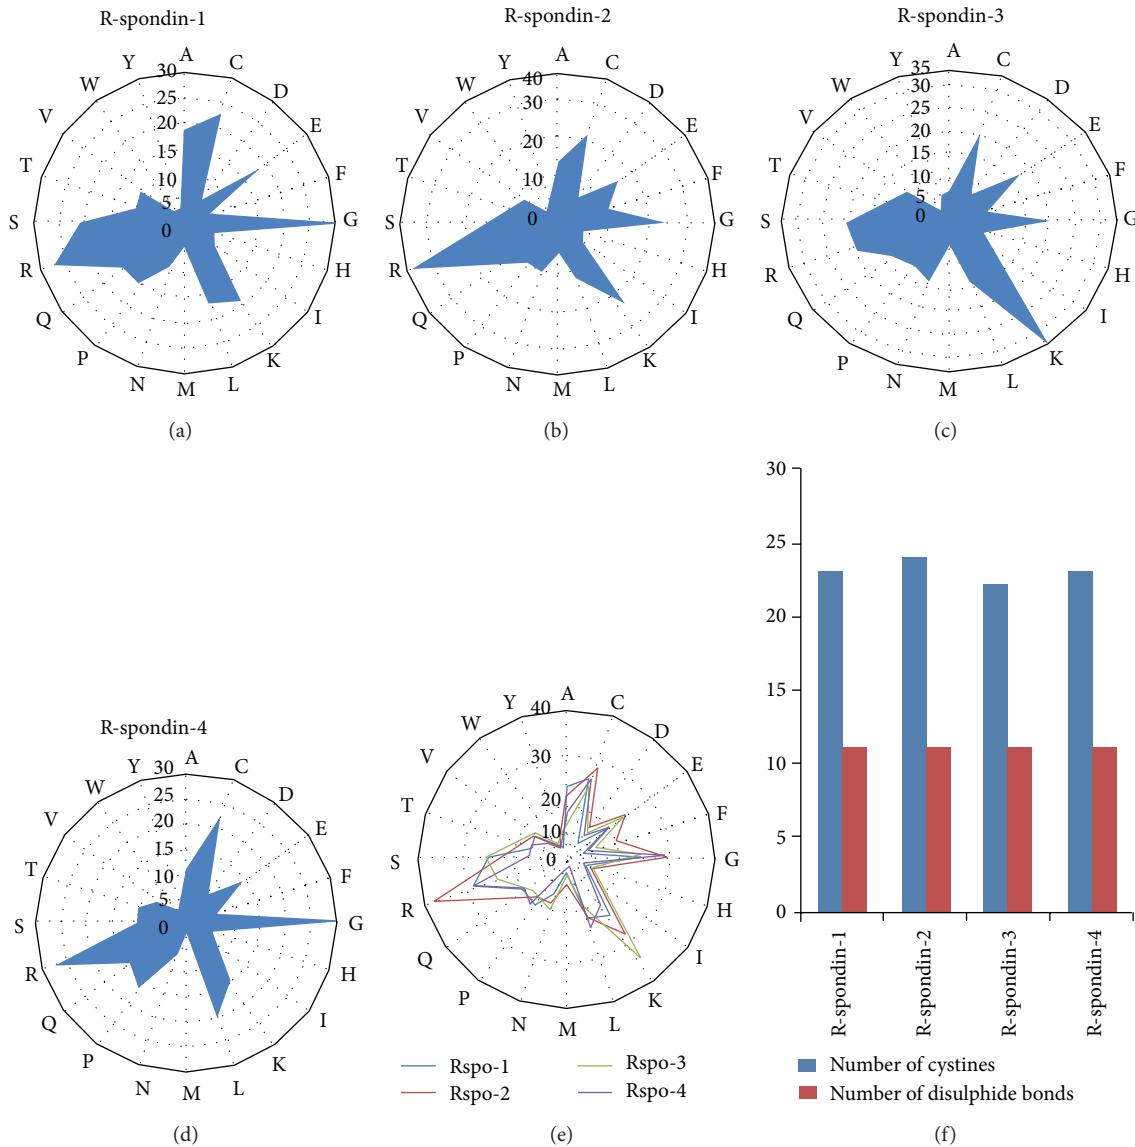 R-spondin-1
A
C
D
E
F
G
H
I
K
L
M
N
P
Q
R
S
T
V
W
Y
30
25
20
15
10
5
0
(a)
R-spondin-2
A
C
D
E
F
G
H
I
K
L
M
N
P
Q
R
S
T
V
W
Y
40
30
20
10
0
(b)
R-spondin-3
A
C
D
E
F
G
H
I
K
L
M
N
P
Q
R
S
T
V
W
Y
35
30
25
20
15
10
5
0
(c)
R-spondin-4
A
C
D
E
F
G
H
I
K
L
M
N
P
Q
R
S
T
V
W
Y
30
25
20
15
10
5
0
(d)
A
C
D
E
F
G
H
I
K
L
M
N
P
Q
R
S
T
V
W
Y
40
30
20
10
0
Rspo-1
Rspo-2
Rspo-3
Rspo-4
(e)
30
25
20
15
10
5
0
R-spondin-1
R-spondin-2
R-spondin-3
R-spondin-4
Number of cystines
Number of disulphide bonds
(f)